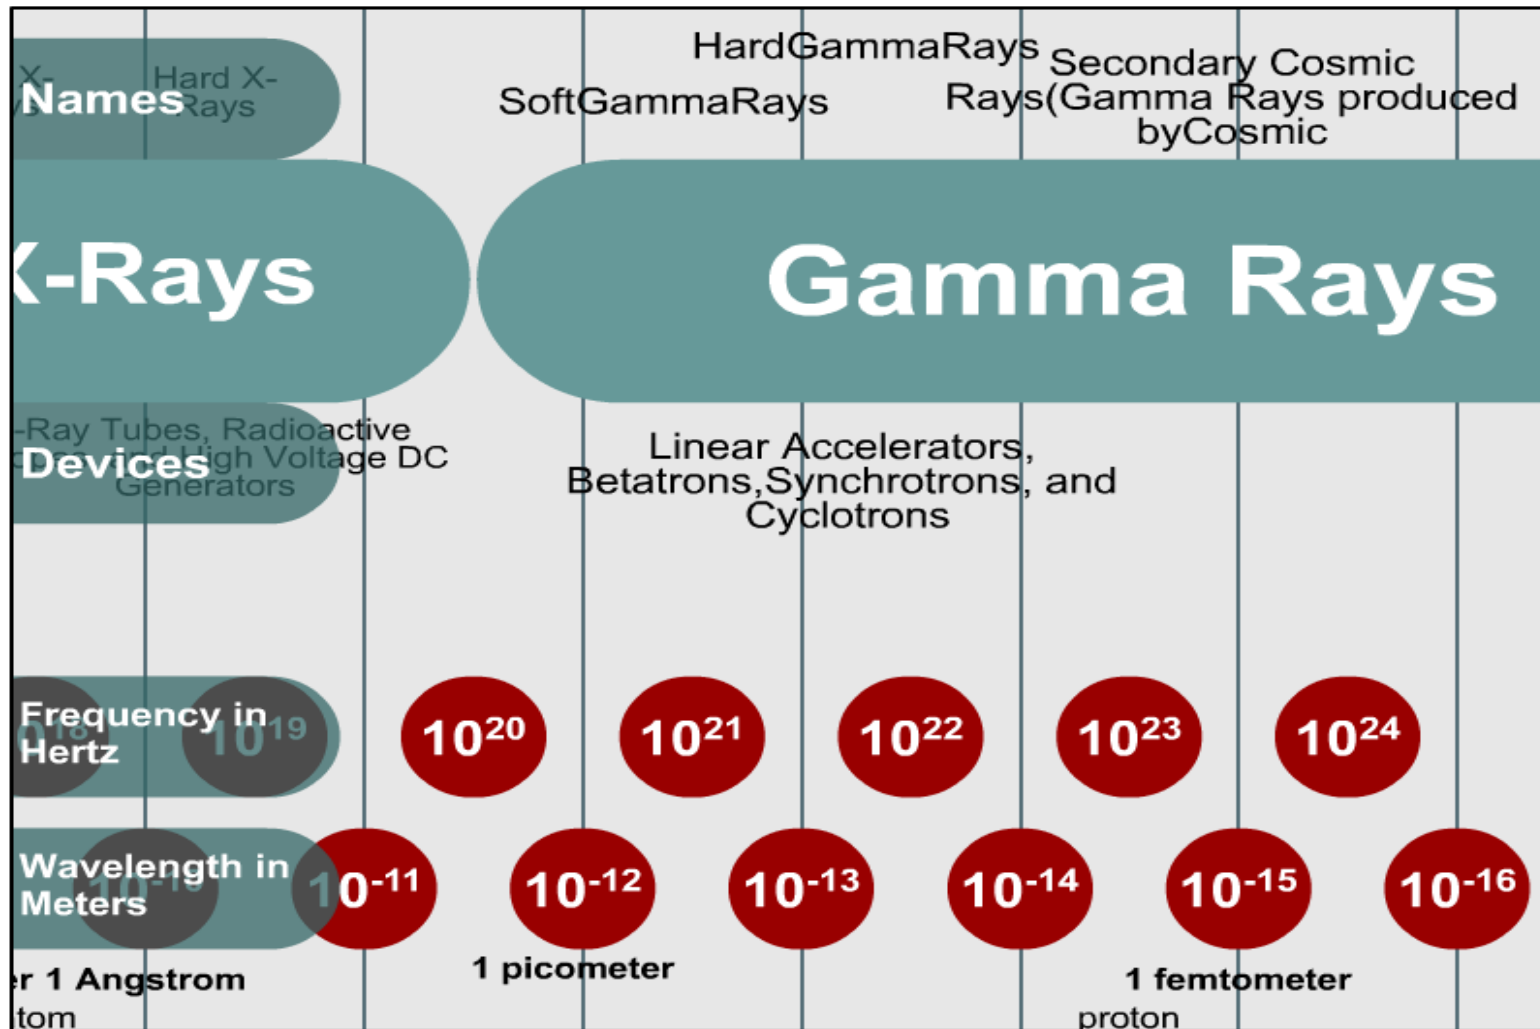 X-
Hard X-
Rays
Names
HardGammaRays
SoftGammaRays
Secondary Cosmic
Rays(Gamma Rays produced
byCosmic
X-Rays
Gamma Rays
-Ray Tubes, Radioactive
and High Voltage DC
Generators
Devices
Linear Accelerators,
Betatrons,Synchrotrons, and
Cyclotrons
Frequency in
Hertz
10¹⁹ 10²⁰ 10²¹ 10²² 10²³ 10²⁴
Wavelength in
Meters
10⁻¹¹ 10⁻¹² 10⁻¹³ 10⁻¹⁴ 10⁻¹⁵ 10⁻¹⁶
1 Angstrom
1 picometer
1 femtometer
proton